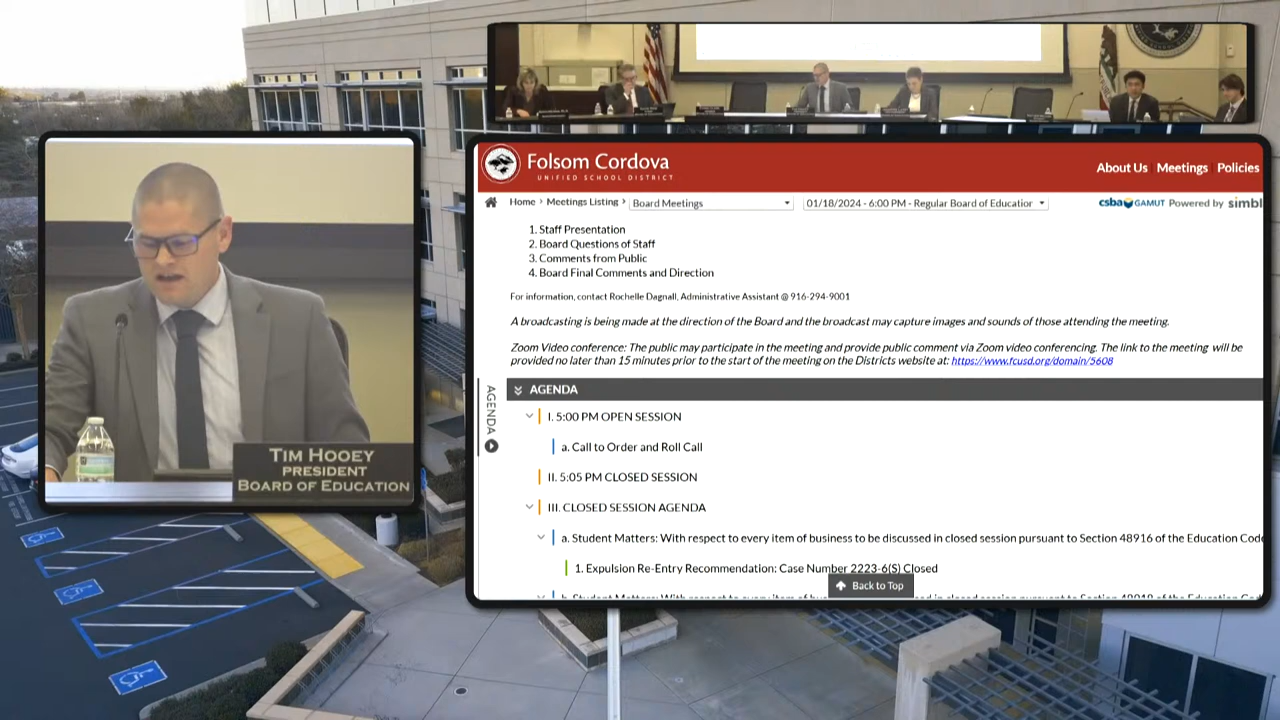 Folsom Cordova
UNIFIED SCHOOL DISTRICT
About Us Meetings Policies
Home › Meetings Listing › Board Meetings 01/18/2024 - 6:00 PM - Regular Board of Education
csba GAMUT Powered by simbl
1. Staff Presentation
2. Board Questions of Staff
3. Comments from Public
4. Board Final Comments and Direction
For information, contact Rochelle Dagnall, Administrative Assistant @ 916-294-9001
A broadcasting is being made at the direction of the Board and the broadcast may capture images and sounds of those attending the meeting.
Zoom Video conference: The public may participate in the meeting and provide public comment via Zoom video conferencing. The link to the meeting will be
provided no later than 15 minutes prior to the start of the meeting on the Districts website at: https://www.fcusd.org/domain/5608
AGENDA
AGENDA
I. 5:00 PM OPEN SESSION
a. Call to Order and Roll Call
II. 5:05 PM CLOSED SESSION
III. CLOSED SESSION AGENDA
a. Student Matters: With respect to every item of business to be discussed in closed session pursuant to Section 48916 of the Education Code
1. Expulsion Re-Entry Recommendation: Case Number 2223-6(S) Closed
Back to Top
TIM HOOEY
PRESIDENT
BOARD OF EDUCATION